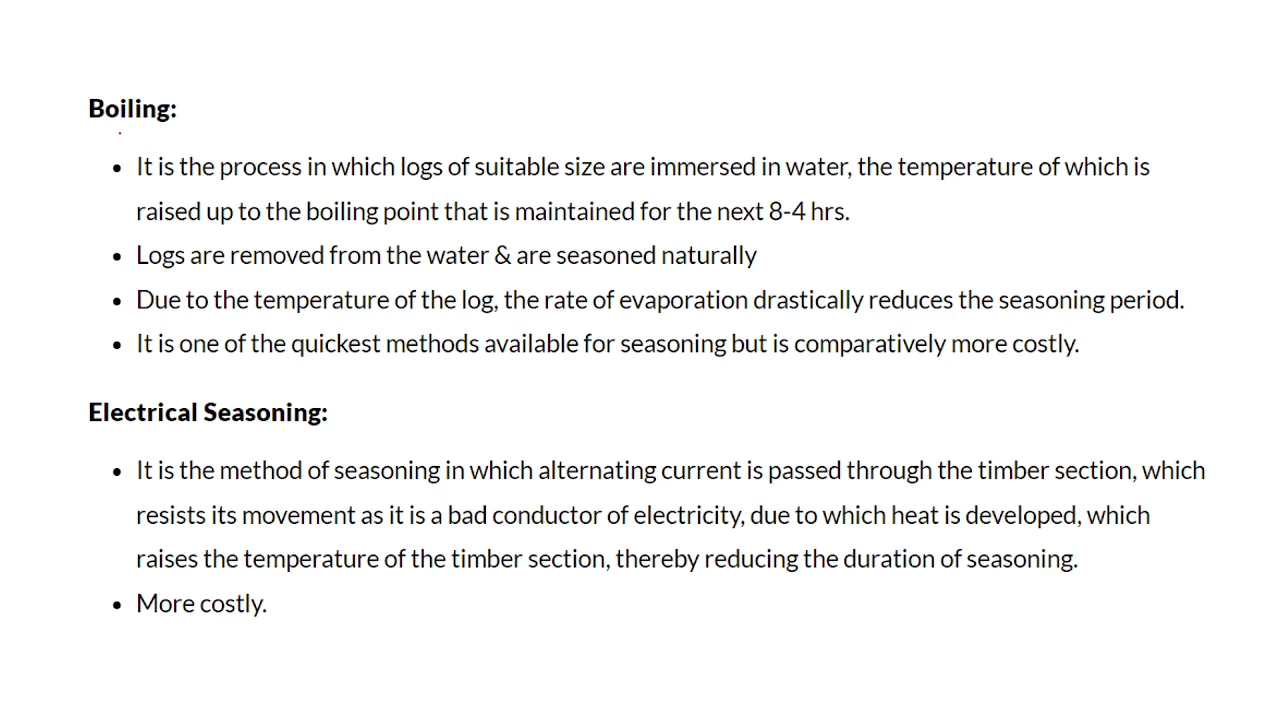 Boiling:
• It is the process in which logs of suitable size are immersed in water, the temperature of which is
raised up to the boiling point that is maintained for the next 8-4 hrs.
• Logs are removed from the water & are seasoned naturally
• Due to the temperature of the log, the rate of evaporation drastically reduces the seasoning period.
• It is one of the quickest methods available for seasoning but is comparatively more costly.
Electrical Seasoning:
• It is the method of seasoning in which alternating current is passed through the timber section, which
resists its movement as it is a bad conductor of electricity, due to which heat is developed, which
raises the temperature of the timber section, thereby reducing the duration of seasoning.
• More costly.